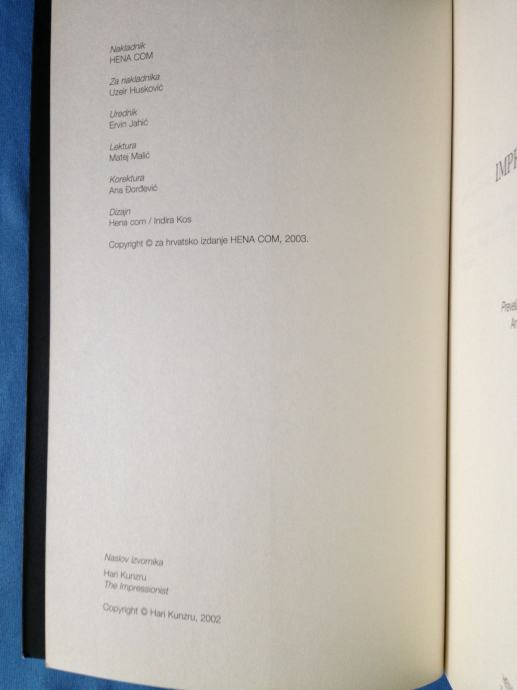 Nakladnik
HENA COM
Za nakladnika
Uzeir Husković
Urednik
Ervin Jahić
Lektura
Matej Malić
Korektura
Ana Đorđević
Dizajn
Hena com / Indira Kos
Copyright © za hrvatsko izdanje HENA COM, 2003.
Naslov izvornika
Hari Kunzru
The Impressionist
Copyright © Hari Kunzru, 2002